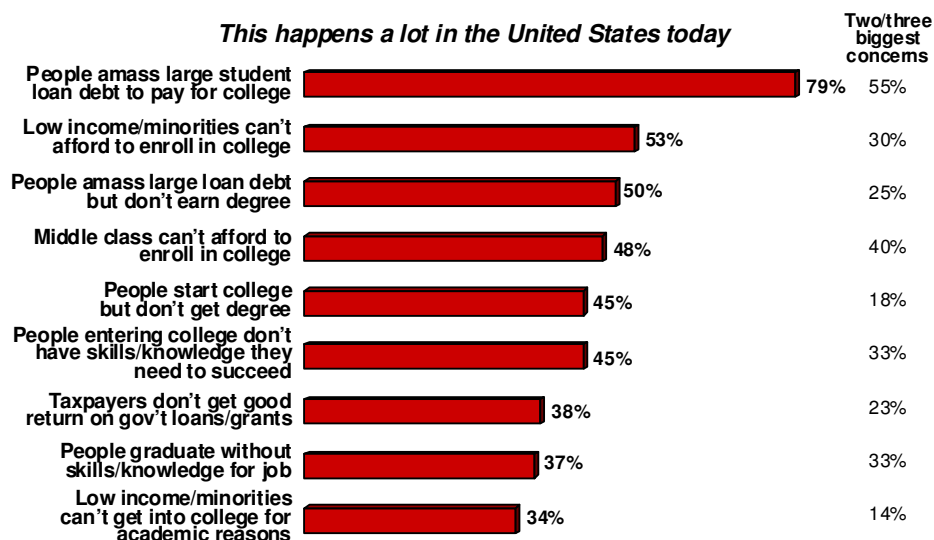 This happens a lot in the United States today
Two/three
biggest
concerns
People amass large student
loan debt to pay for college
79%
55%
Low income/minorities can't
afford to enroll in college
53%
30%
People amass large loan debt
but don't earn degree
50%
25%
Middle class can't afford to
enroll in college
48%
40%
People start college
but don't get degree
45%
18%
People entering college don't
have skills/knowledge they
need to succeed
45%
33%
Taxpayers don't get good
return on gov't loans/grants
38%
23%
People graduate without
skills/knowledge for job
37%
33%
Low income/minorities
can't get into college for
academic reasons
34%
14%